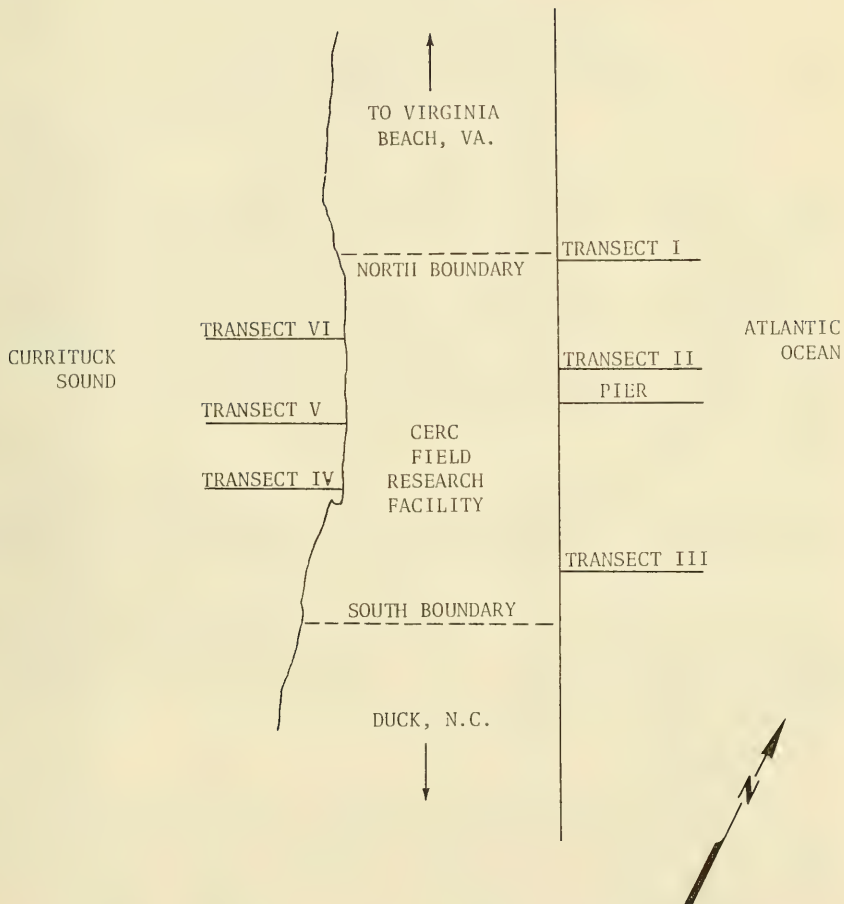 TO VIRGINIA
BEACH, VA.
TRANSECT I
NORTH BOUNDARY
TRANSECT VI
ATLANTIC
OCEAN
CURRITUCK
SOUND
TRANSECT II
PIER
TRANSECT V
CERC
FIELD
RESEARCH
FACILITY
TRANSECT IV
TRANSECT III
SOUTH BOUNDARY
DUCK, N.C.
N